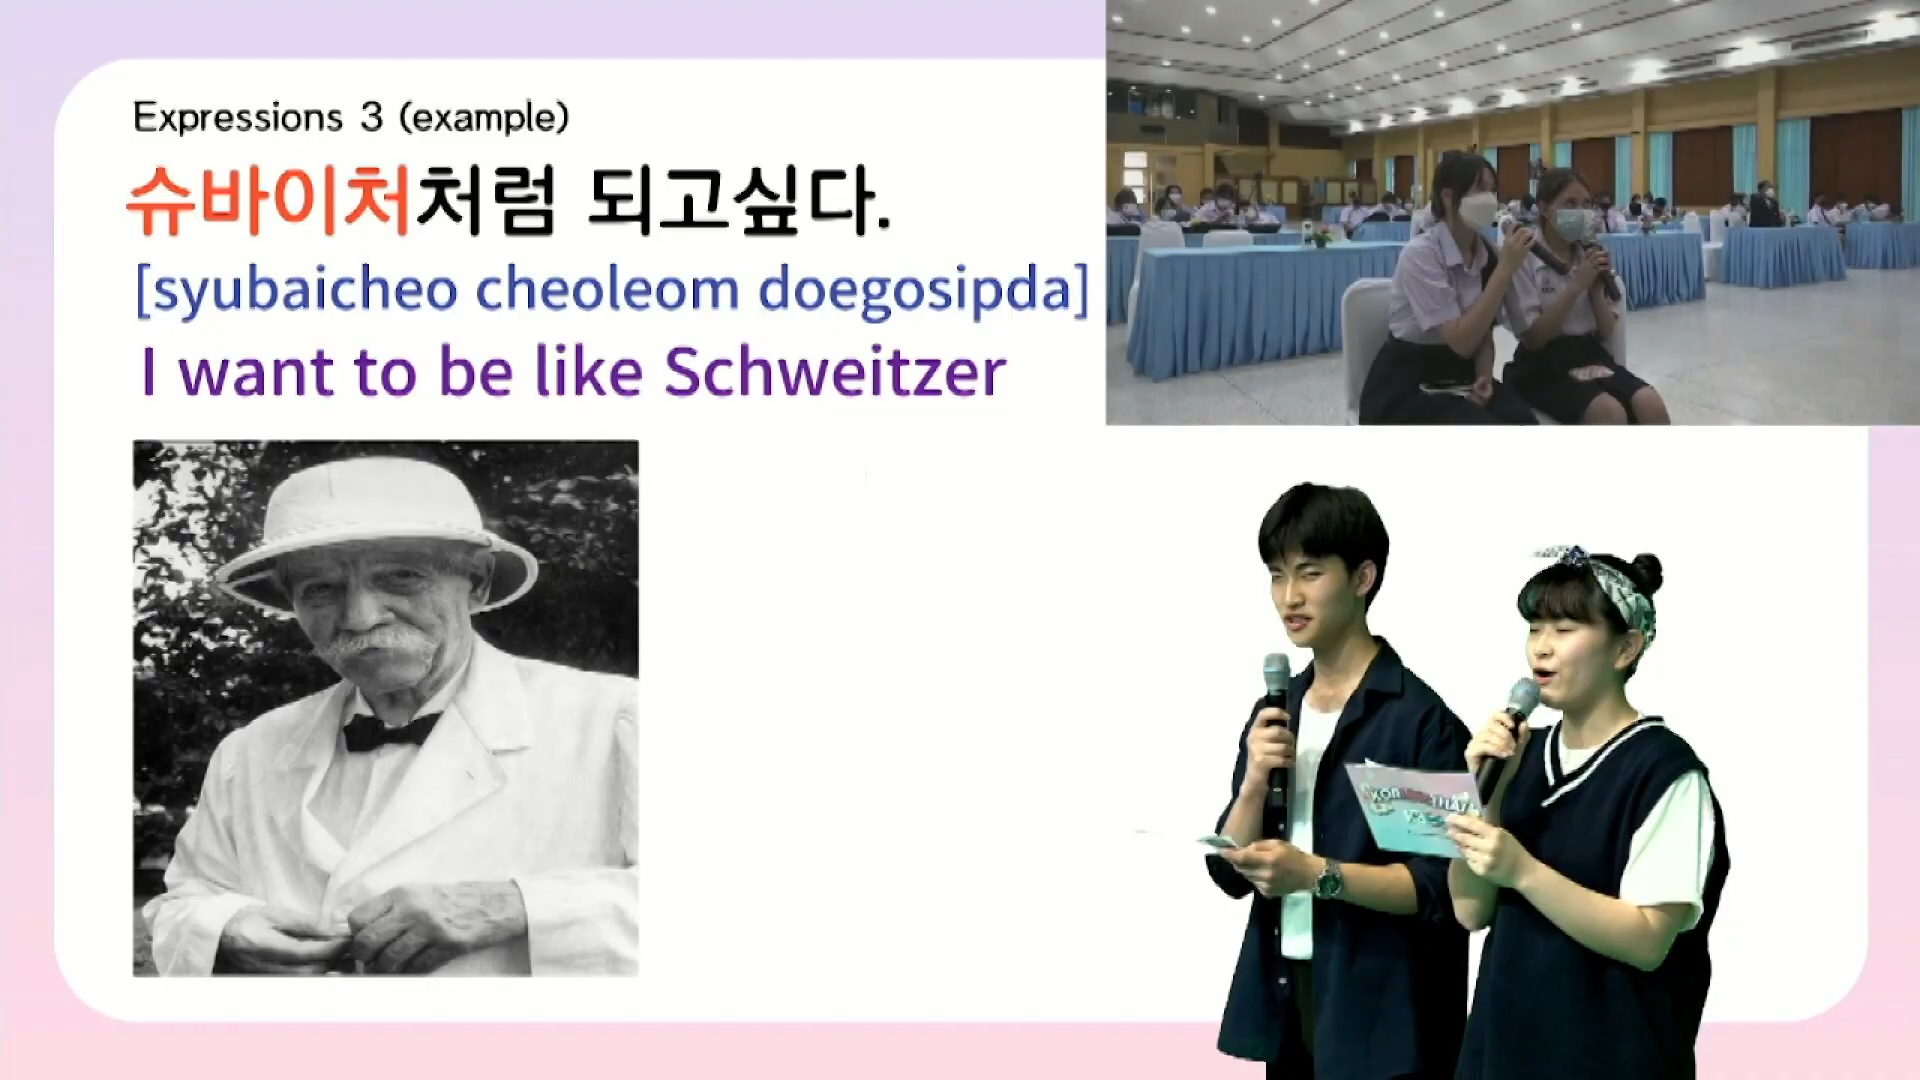 Expressions 3 (example)
슈바이처처럼 되고싶다.
[syubaicheo cheoleom doegosipda]
I want to be like Schweitzer